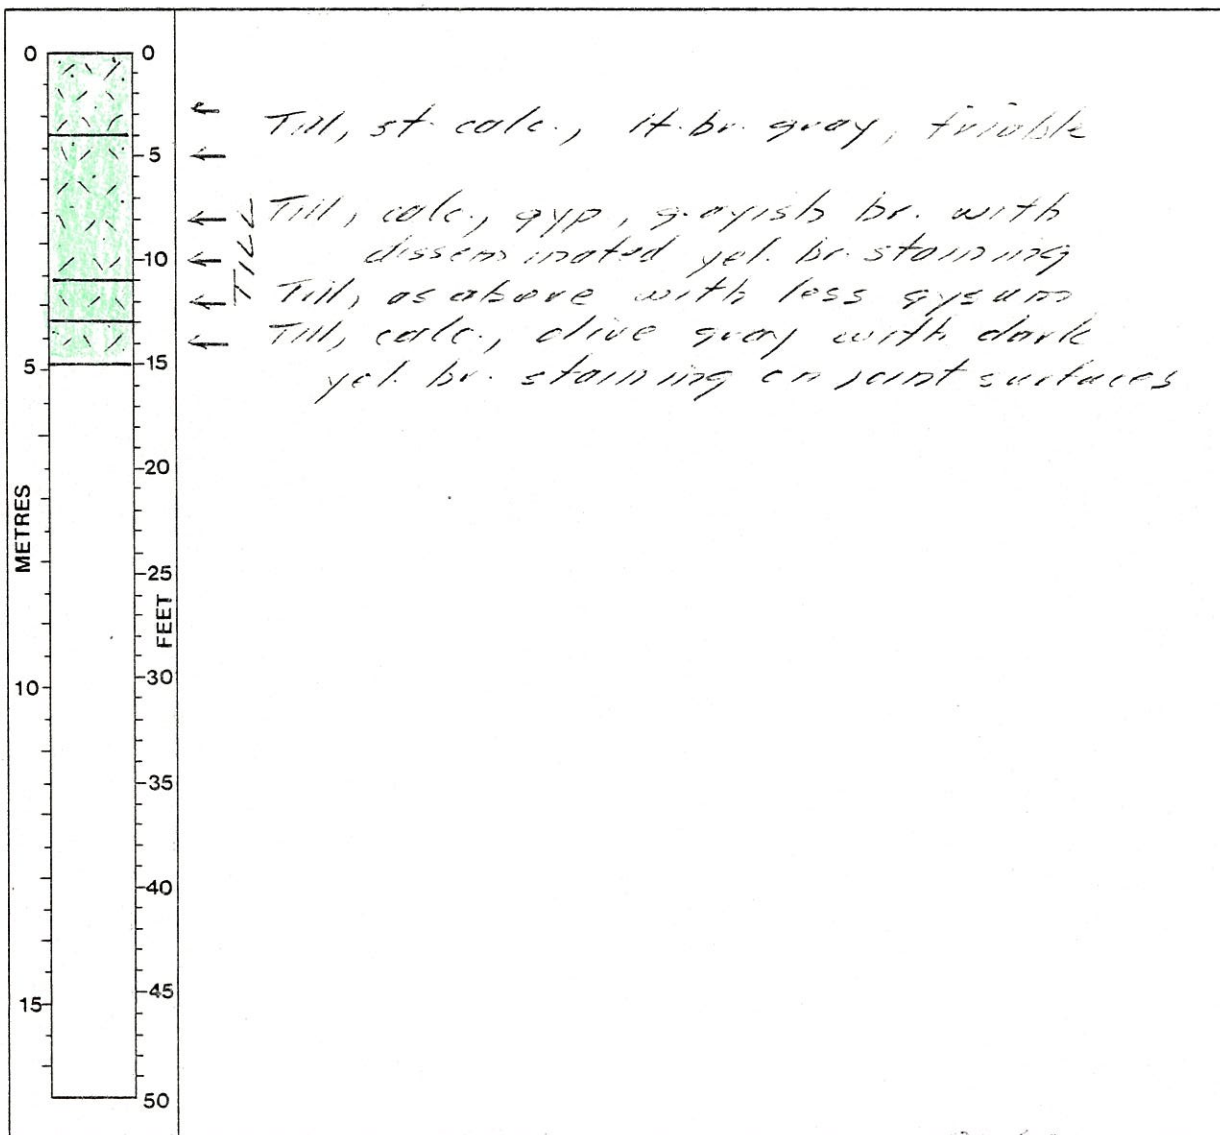 0
0
Till, st. calc., lt. br. gray, friable
5
TILL
Till, calc., gyp, grayish br. with
disseminated yel. br. staining
10
Till, as above with less gysum
Till, calc., olive gray with dark
yel. br. staining on joint surfaces
5
15
20
METRES
25
FEET
10
30
35
40
15
45
50